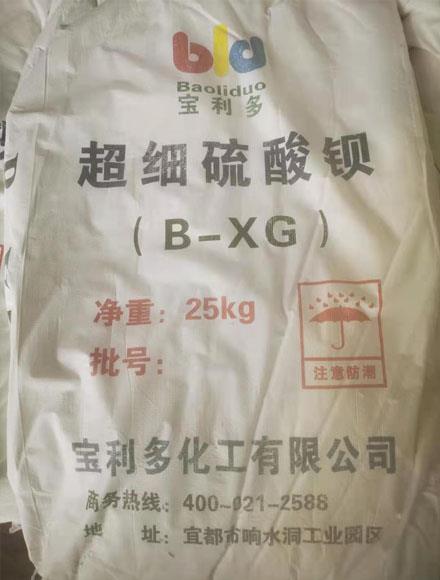 bld
Baoliduo
宝利多
超细硫酸钡
（B-XG）
净重：25kg
批号：
注意防潮
宝利多化工有限公司
商务热线：400-021-2588
地　址：宜都市响水洞工业园区